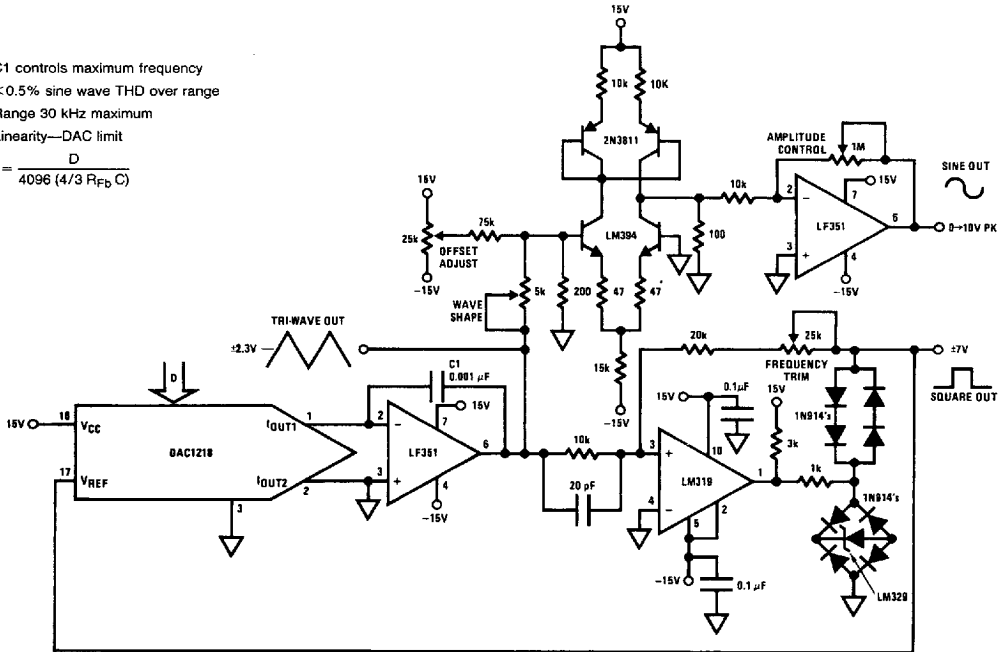 C1 controls maximum frequency
<0.5% sine wave THD over range
Range 30 kHz maximum
Linearity—DAC limit
= D
4096 (4/3 RFb C)
15V
10k
10K
2N3811
15V
75k
25k
OFFSET
ADJUST
-15V
LM394
10k
100
AMPLITUDE
CONTROL
1M
15V
2
−
7
LF351
6
3
+
4
-15V
SINE OUT
0→10V PK
5k
WAVE
SHAPE
200
47
47
15k
-15V
TRI-WAVE OUT
±2.3V
D
15V
16
VCC
17
VREF
DAC1218
IOUT1
1
IOUT2
2
3
C1
0.001 µF
15V
2
−
7
LF351
6
3
+
4
-15V
10k
20 pF
20k
25k
FREQUENCY
TRIM
±7V
SQUARE OUT
15V
0.1µF
10
3
+
LM319
1
4
−
5
2
-15V
0.1 µF
15V
3k
1k
1N914's
1N914's
LM329